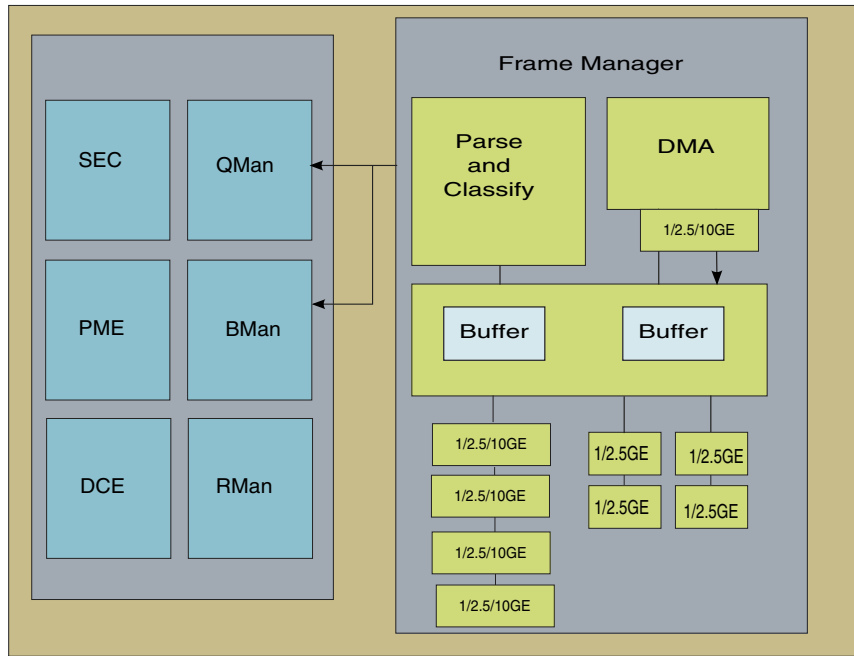 SEC
QMan
PME
BMan
DCE
RMan
Frame Manager
Parse
and
Classify
DMA
1/2.5/10GE
Buffer
Buffer
1/2.5/10GE
1/2.5/10GE
1/2.5/10GE
1/2.5/10GE
1/2.5GE
1/2.5GE
1/2.5GE
1/2.5GE